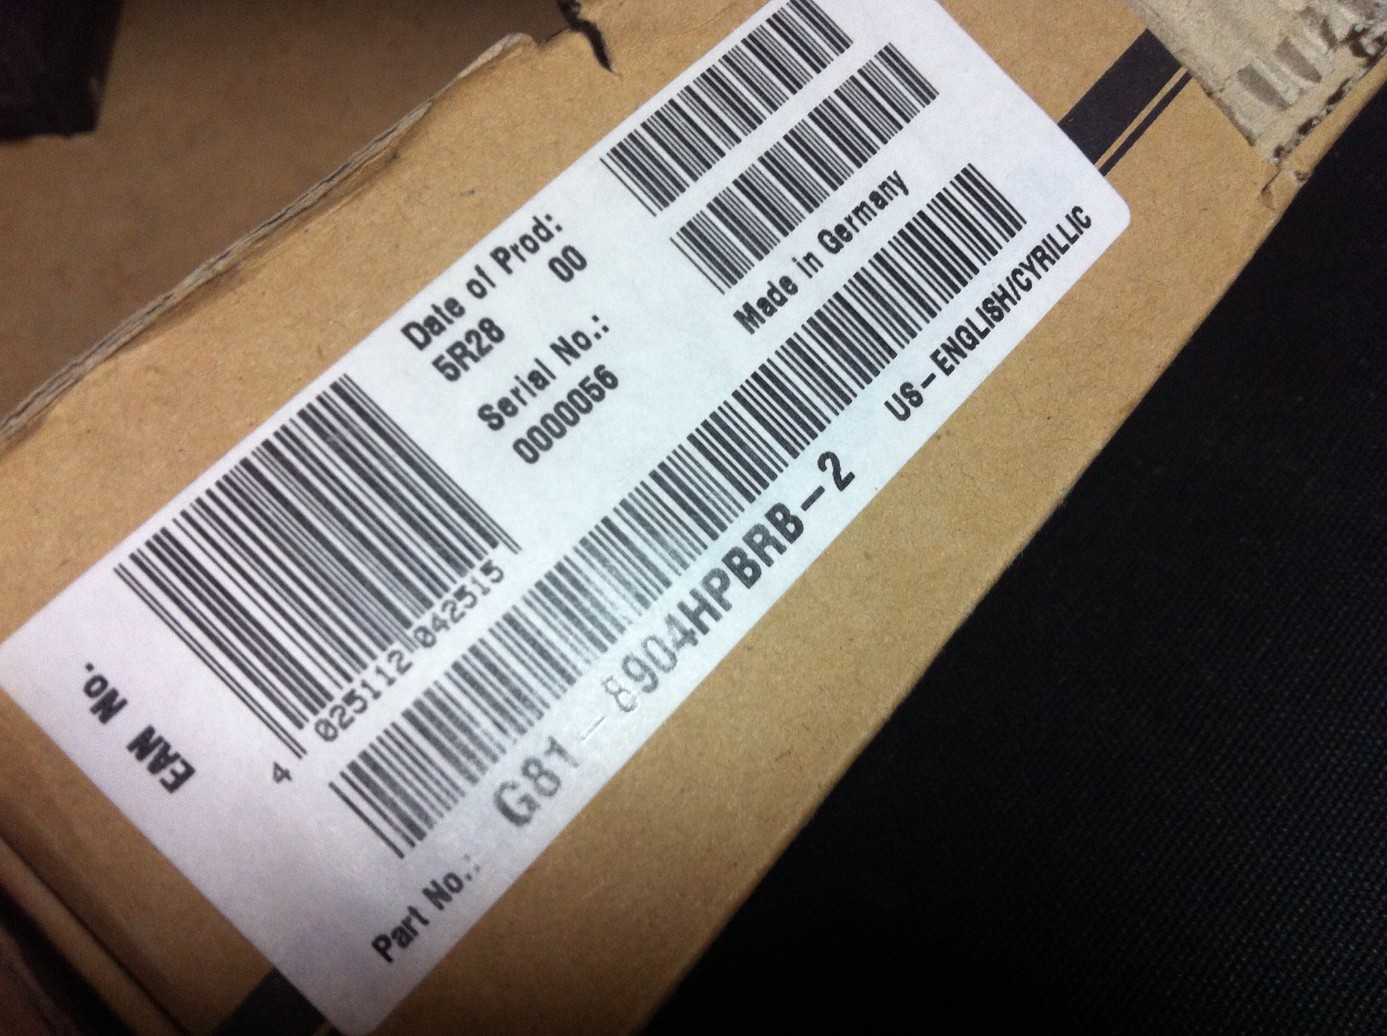 Date of Prod:
5R28 00
Serial No.:
0000056
Made in Germany
4 025112 042515
EAN No.
US-ENGLISH/CYRILLIC
Part No.: G81-8904HPBRB-2